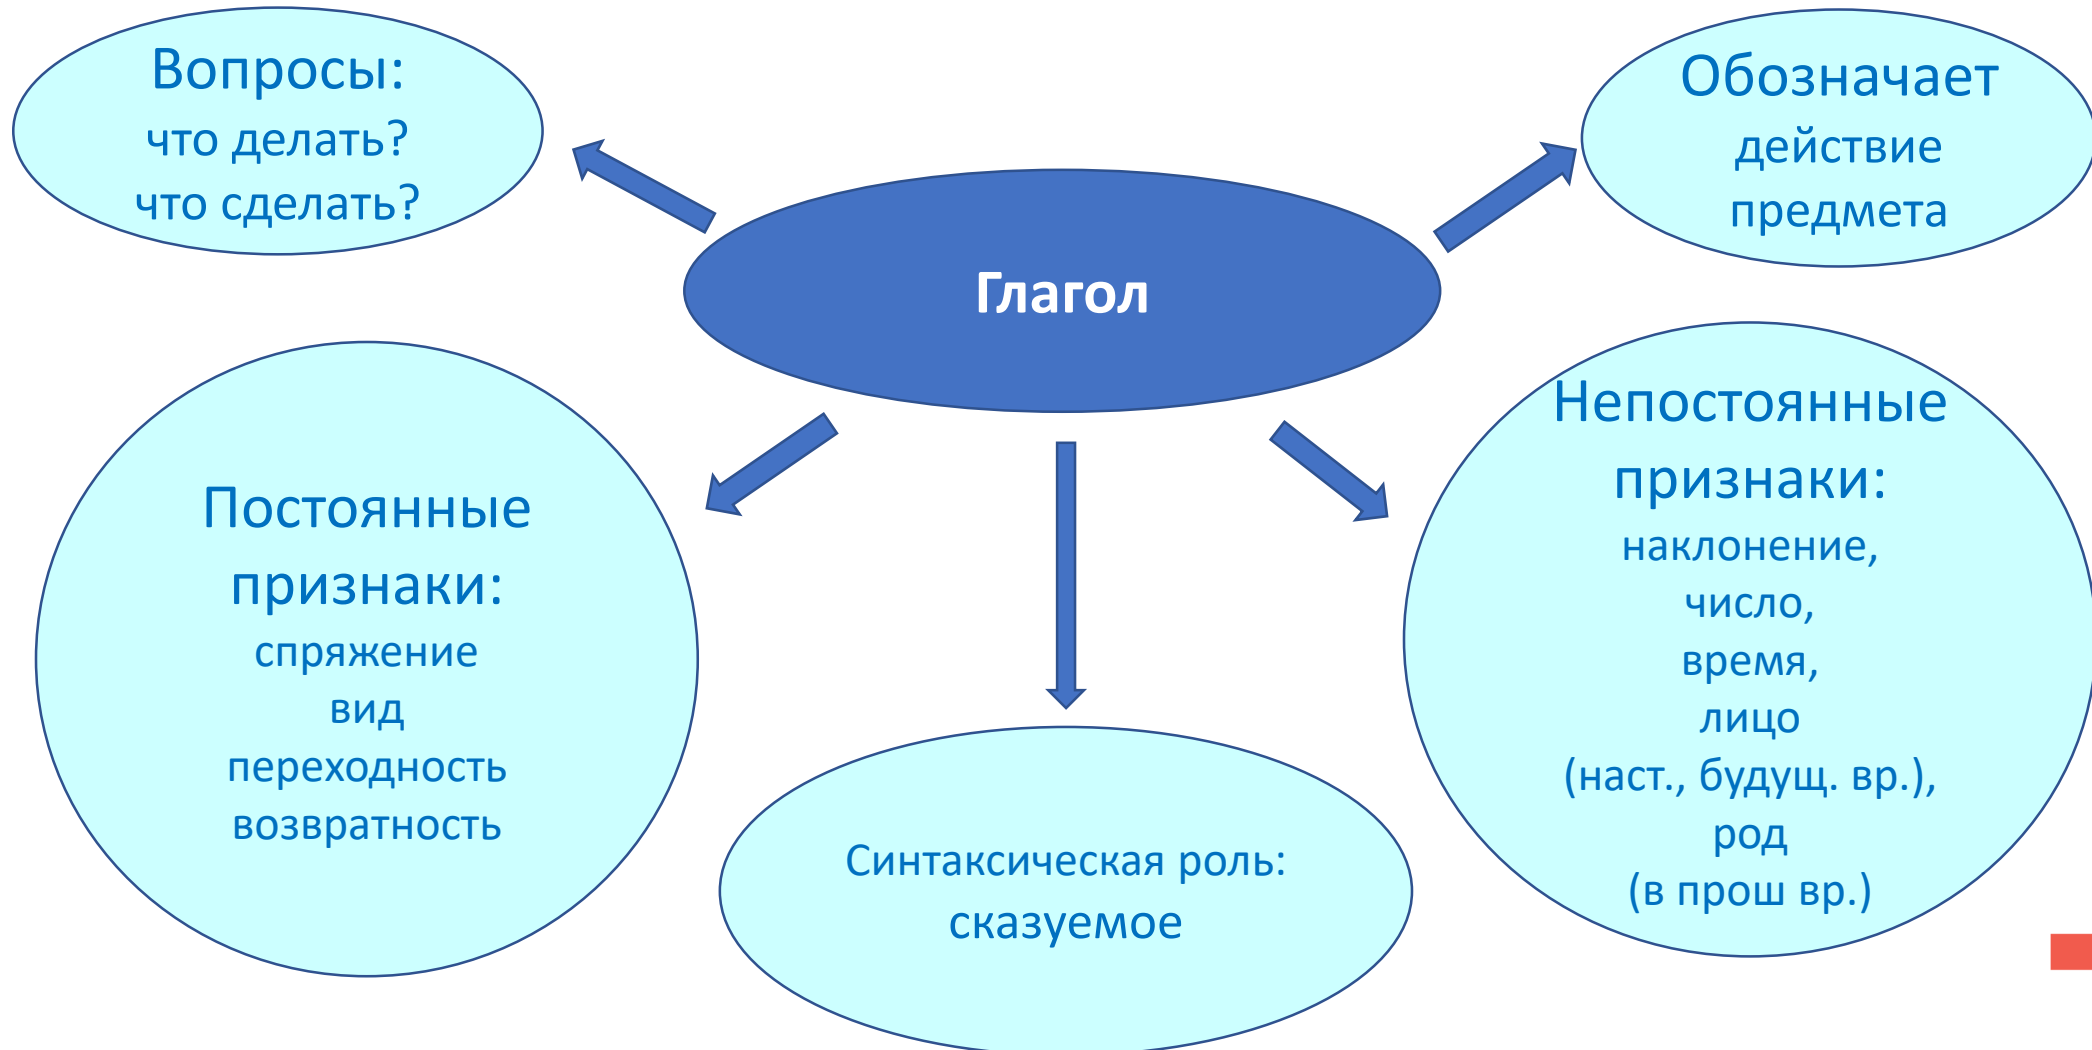 Вопросы:
что делать?
что сделать?
Обозначает
действие
предмета
Глагол
Постоянные
признаки:
спряжение
вид
переходность
возвратность
Синтаксическая роль:
сказуемое
Непостоянные
признаки:
наклонение,
число,
время,
лицо
(наст., будущ. вр.),
род
(в прош вр.)